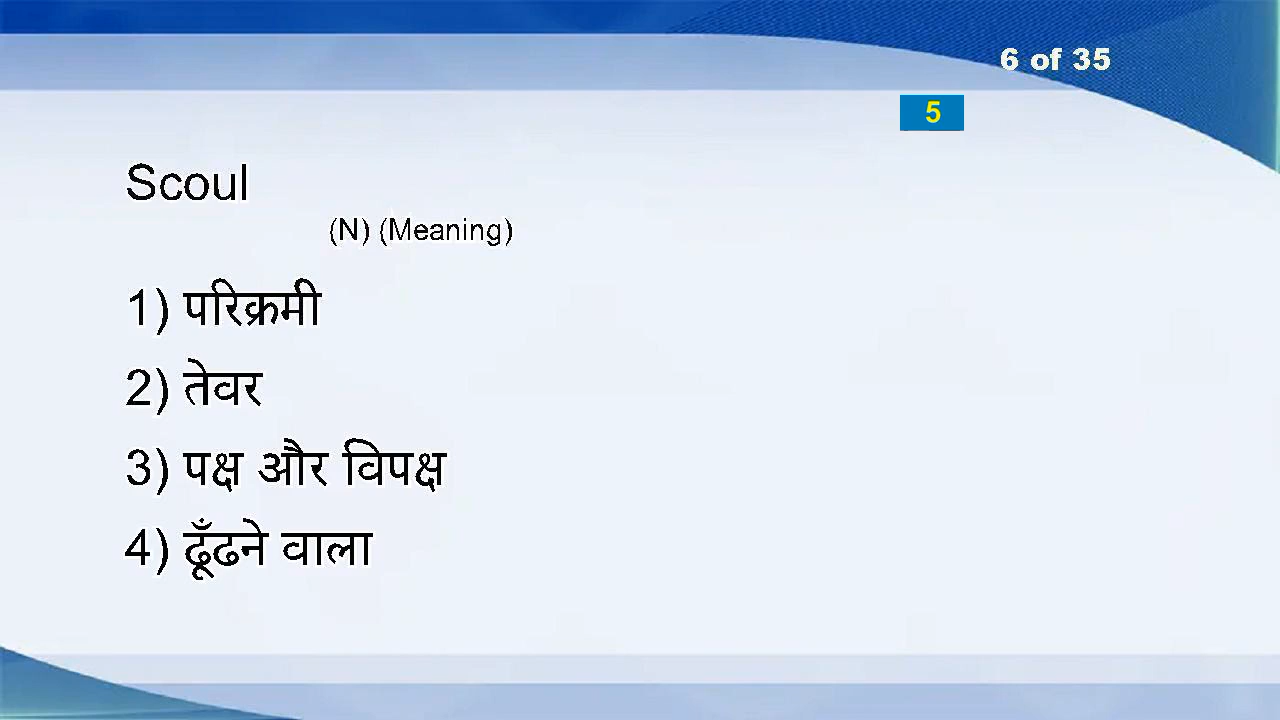 6 of 35
5
Scoul
(N) (Meaning)
1) परिक्रमी
2) तेवर
3) पक्ष और विपक्ष
4) ढूँढने वाला